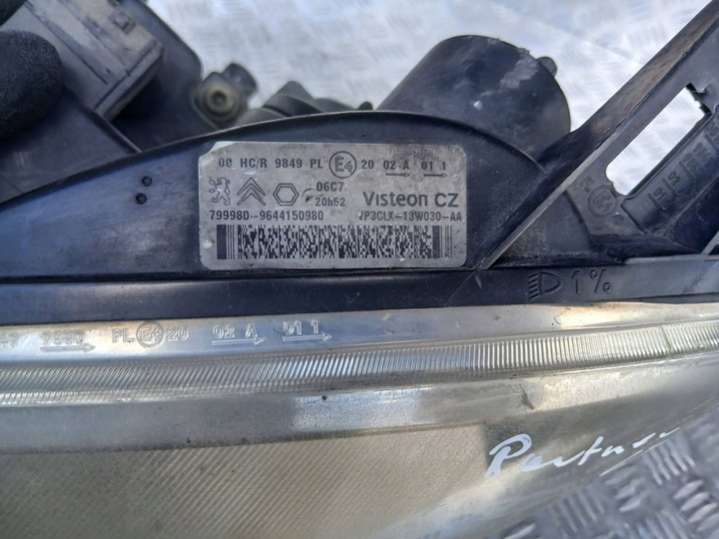 00 HC/R 9849 PL E4 20 02 A 01 1
06C7
20h52
Visteon CZ
79998D-9644150980
JP3CLX-13W030-AA
1%
PL E4 20 02 A 01 1